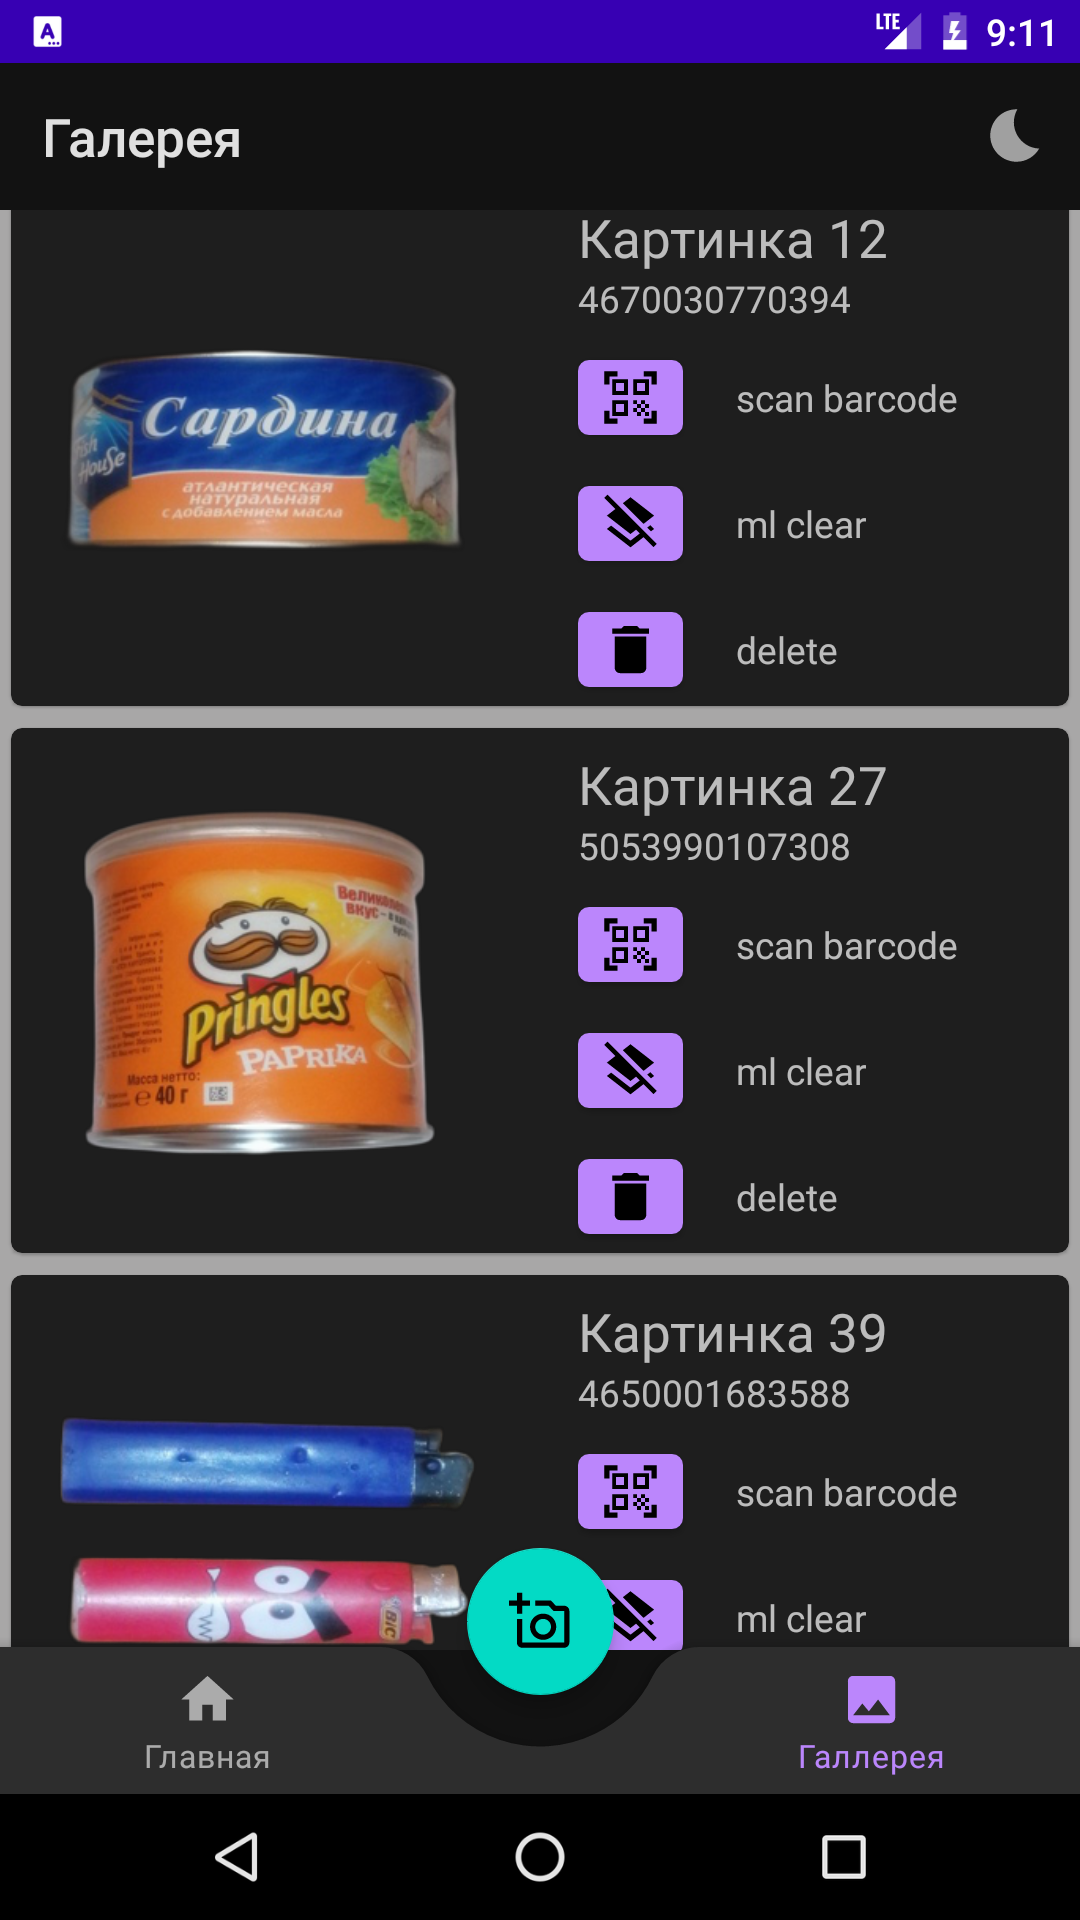 LTE 9:11
Галерея
Картинка 12
4670030770394
Fish
House
Сардина
атлантическая
натуральная
с добавлением масла
scan barcode
ml clear
delete
Картинка 27
5053990107308
вкус – в
Pringles
PAPRIKA
Масса нетто:
℮ 40 г
scan barcode
ml clear
delete
Картинка 39
4650001683588
BIC
scan barcode
ml clear
Главная
Галлерея